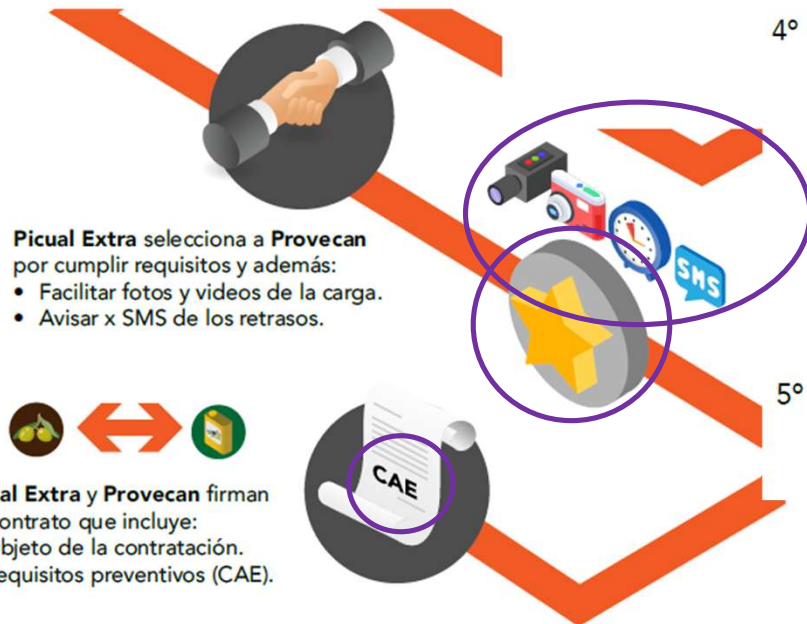 4º
SMS
Picual Extra selecciona a Provecan
por cumplir requisitos y además:
• Facilitar fotos y videos de la carga.
• Avisar x SMS de los retrasos.
5º
CAE
al Extra y Provecan firman
ontrato que incluye:
bjeto de la contratación.
equisitos preventivos (CAE).